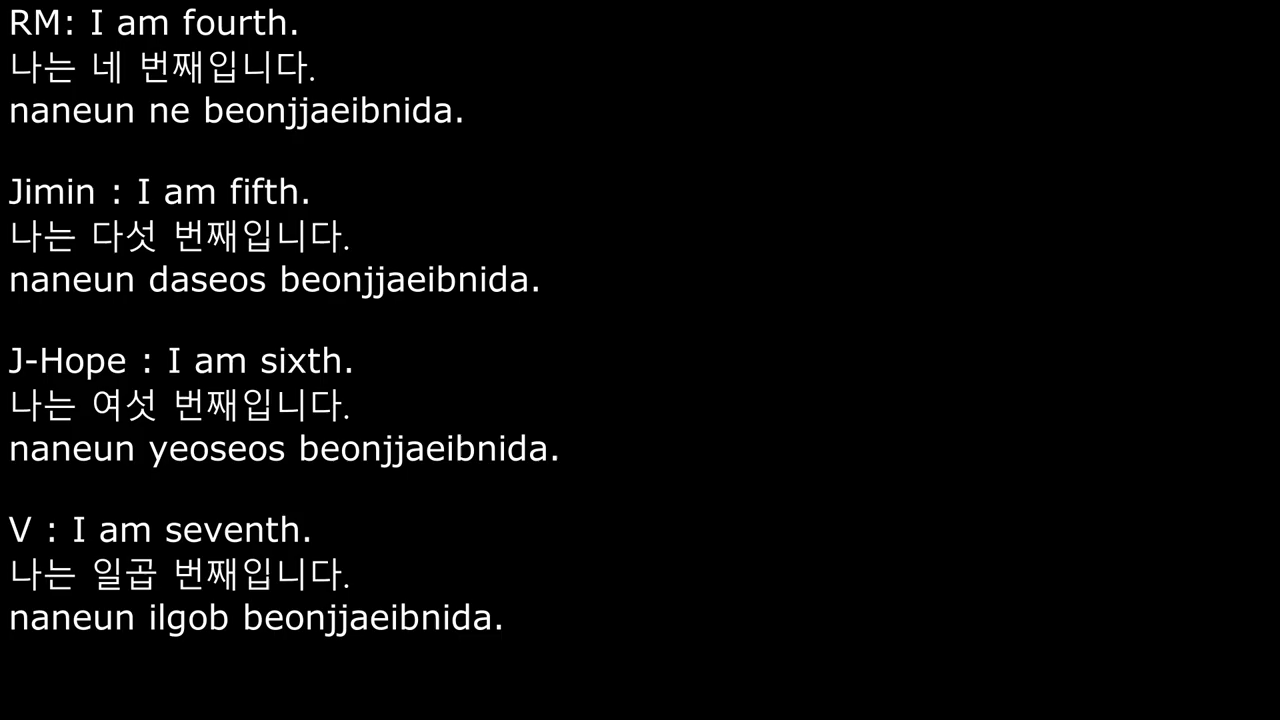 RM: I am fourth.
나는 네 번째입니다.
naneun ne beonjjaeibnida.
Jimin : I am fifth.
나는 다섯 번째입니다.
naneun daseos beonjjaeibnida.
J-Hope : I am sixth.
나는 여섯 번째입니다.
naneun yeoseos beonjjaeibnida.
V : I am seventh.
나는 일곱 번째입니다.
naneun ilgob beonjjaeibnida.